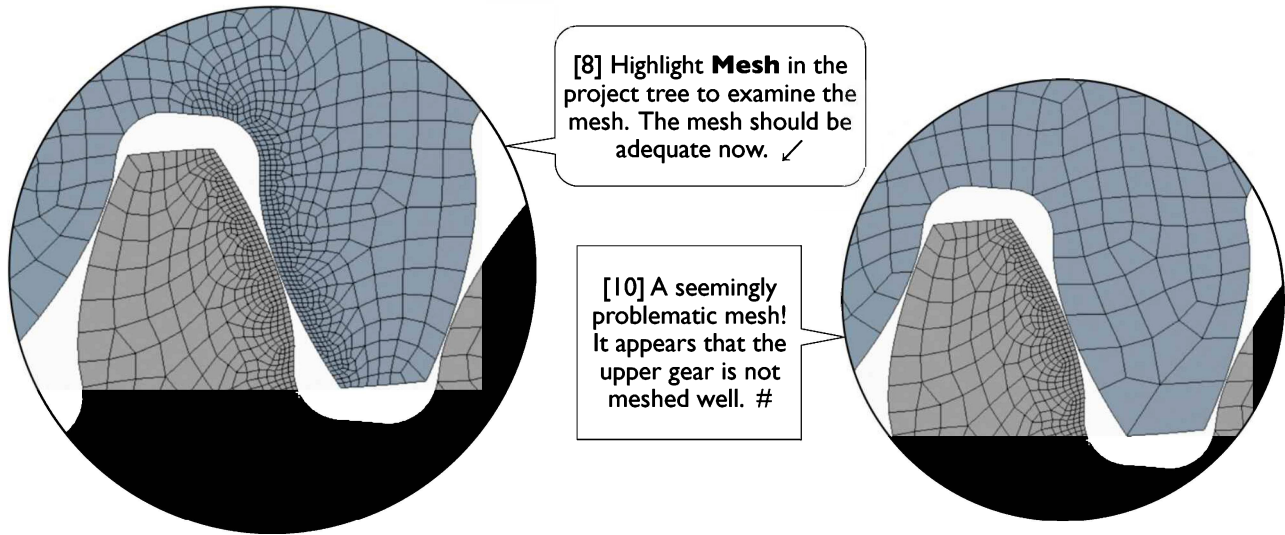 [8] Highlight Mesh in the
project tree to examine the
mesh. The mesh should be
adequate now. ↙
[10] A seemingly
problematic mesh!
It appears that the
upper gear is not
meshed well. #